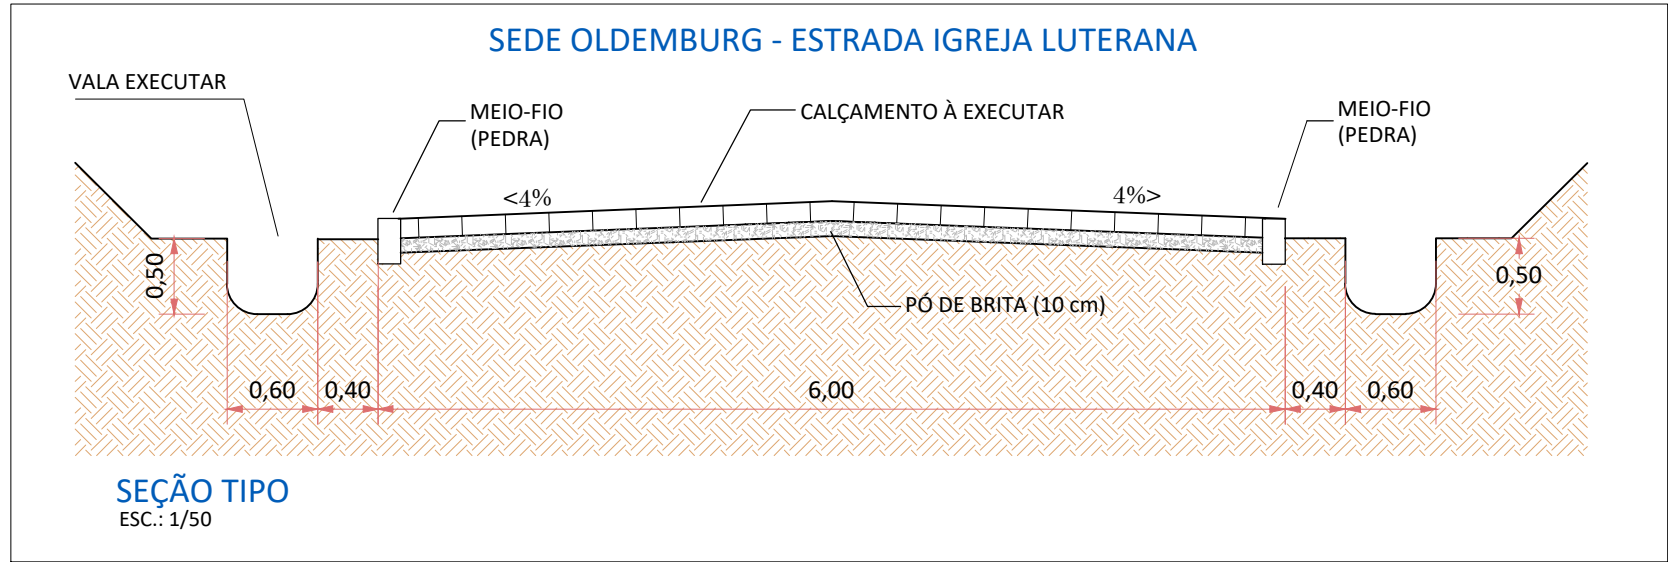 SEDE OLDEMBURG - ESTRADA IGREJA LUTERANA
VALA EXECUTAR
MEIO-FIO
(PEDRA)
CALÇAMENTO À EXECUTAR
MEIO-FIO
(PEDRA)
<4%
4%>
0,50
0,50
PÓ DE BRITA (10 cm)
0,60
0,40
6,00
0,40
0,60
SEÇÃO TIPO
ESC.: 1/50